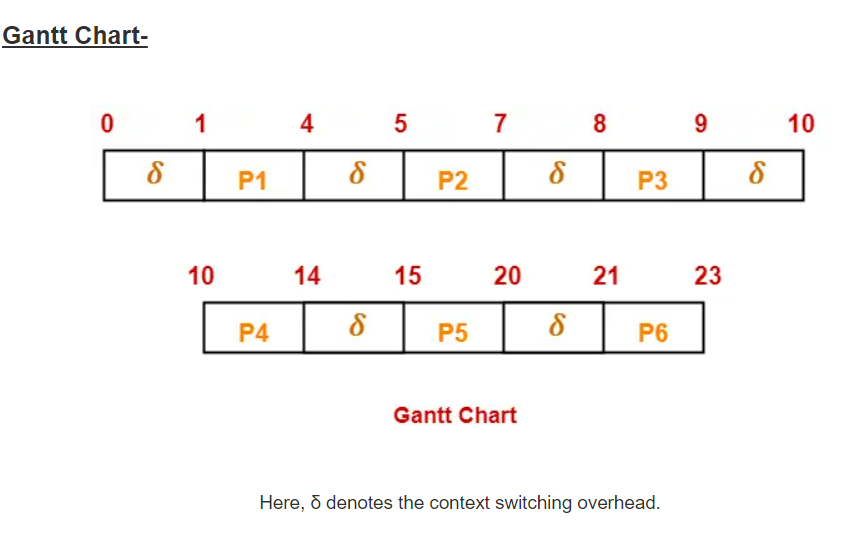 Gantt Chart-
0 1 4 5 7 8 9 10
δ P1 δ P2 δ P3 δ
10 14 15 20 21 23
P4 δ P5 δ P6
Gantt Chart
Here, δ denotes the context switching overhead.